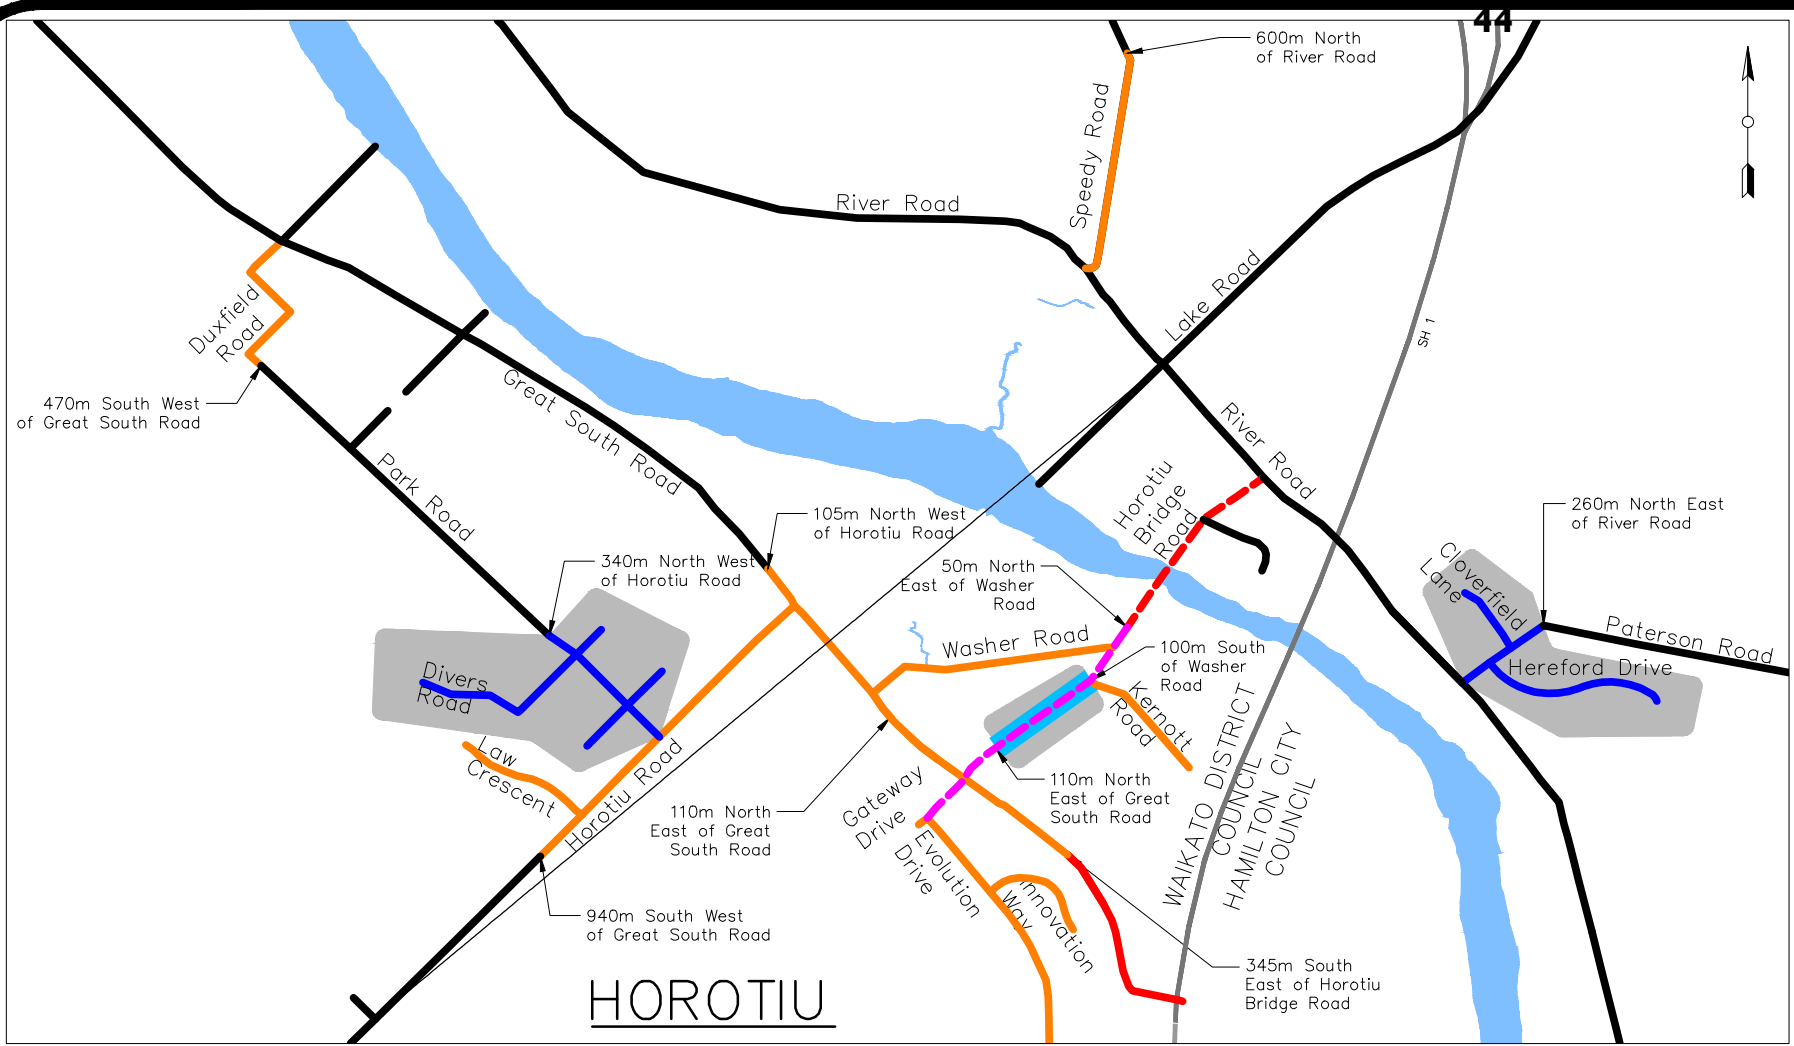 44
600m North
of River Road
Speedy Road
River Road
Lake Road
SH 1
Duxfield
Road
470m South West
of Great South Road
Great South Road
Park Road
River Road
Horotiu
Bridge
Road
105m North West
of Horotiu Road
260m North East
of River Road
340m North West
of Horotiu Road
50m North
East of Washer
Road
Cloverfield
Lane
Washer Road
Paterson Road
100m South
of Washer
Road
Hereford Drive
Divers
Road
Kernott
Road
Law
Crescent
Horotiu Road
110m North
East of Great
South Road
Gateway
Drive
110m North
East of Great
South Road
WAIKATO DISTRICT
COUNCIL
HAMILTON CITY
COUNCIL
Evolution
Drive
Innovation
Way
940m South West
of Great South Road
345m South
East of Horotiu
Bridge Road
HOROTIU